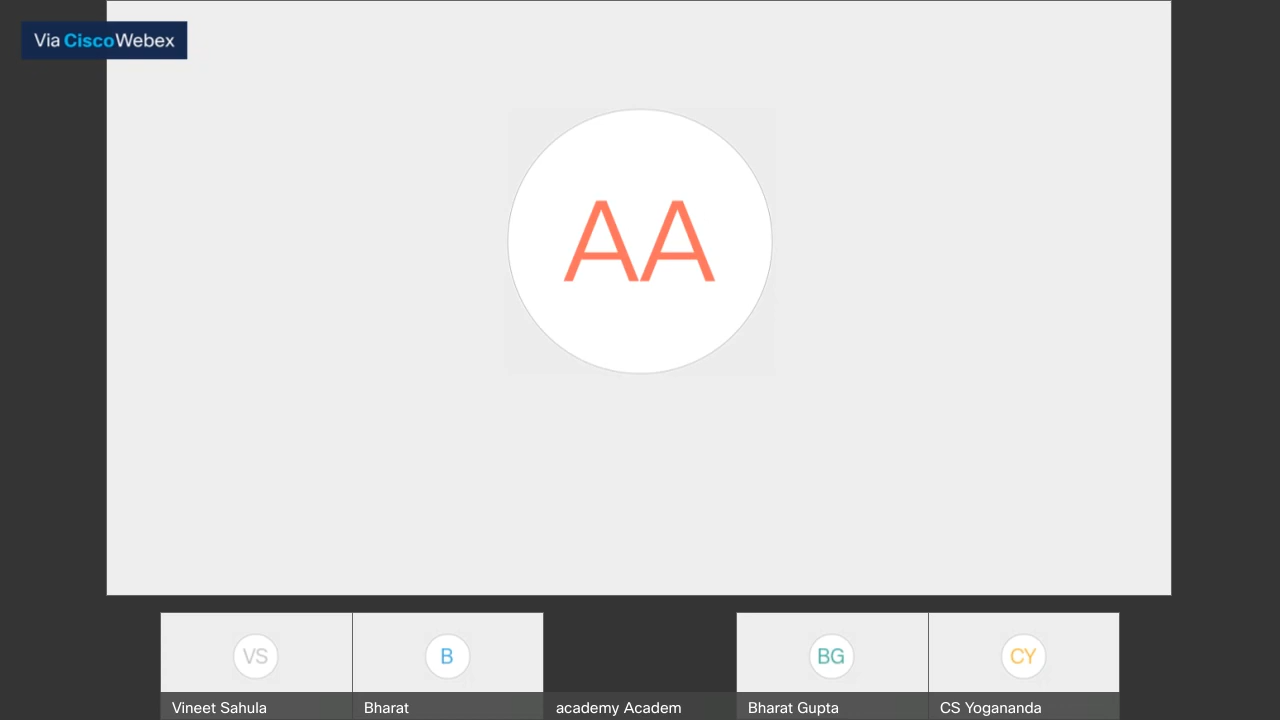 Via CiscoWebex
AA
VS
B
BG
CY
Vineet Sahula
Bharat
academy Academ
Bharat Gupta
CS Yogananda